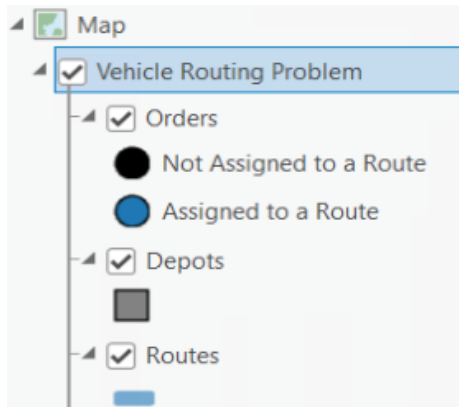 Map
Vehicle Routing Problem
Orders
Not Assigned to a Route
Assigned to a Route
Depots
Routes